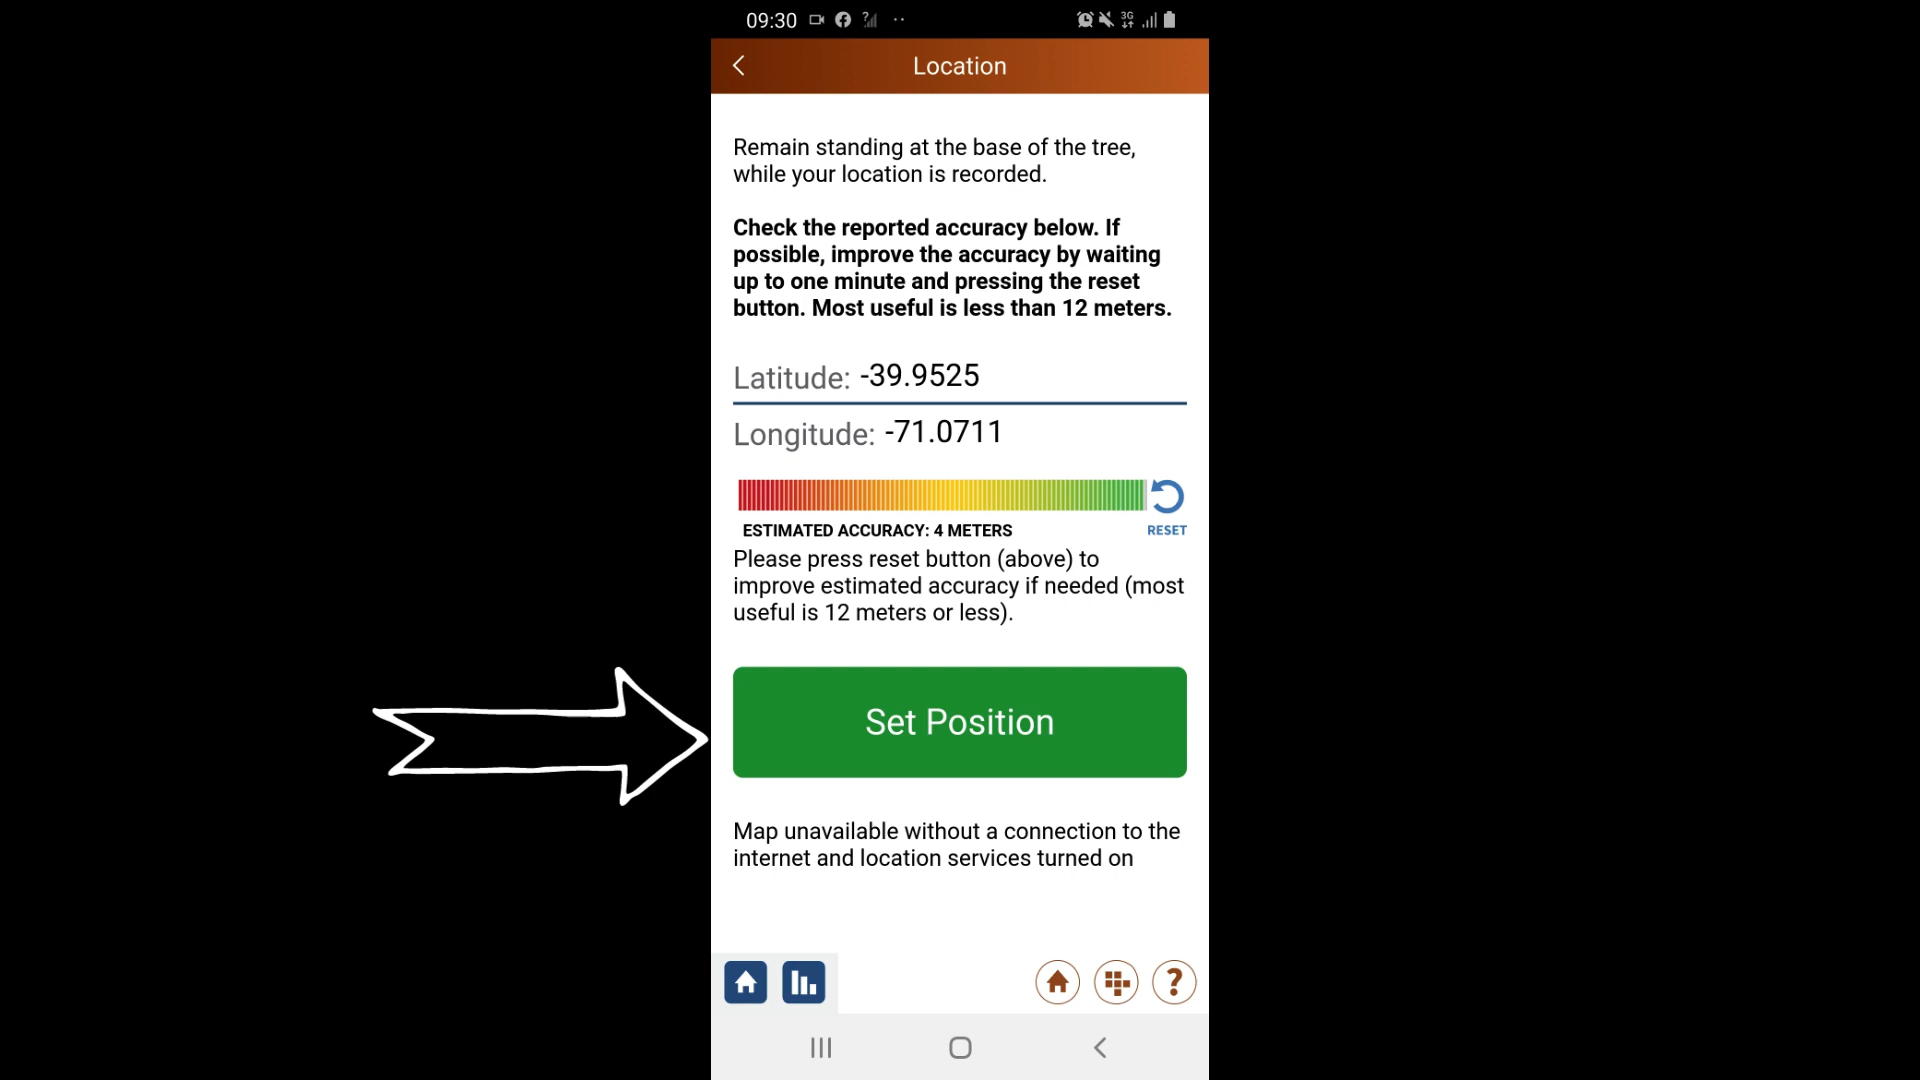 09:30
3G
Location
Remain standing at the base of the tree,
while your location is recorded.
Check the reported accuracy below. If
possible, improve the accuracy by waiting
up to one minute and pressing the reset
button. Most useful is less than 12 meters.
Latitude: -39.9525
Longitude: -71.0711
ESTIMATED ACCURACY: 4 METERS
RESET
Please press reset button (above) to
improve estimated accuracy if needed (most
useful is 12 meters or less).
Set Position
Map unavailable without a connection to the
internet and location services turned on